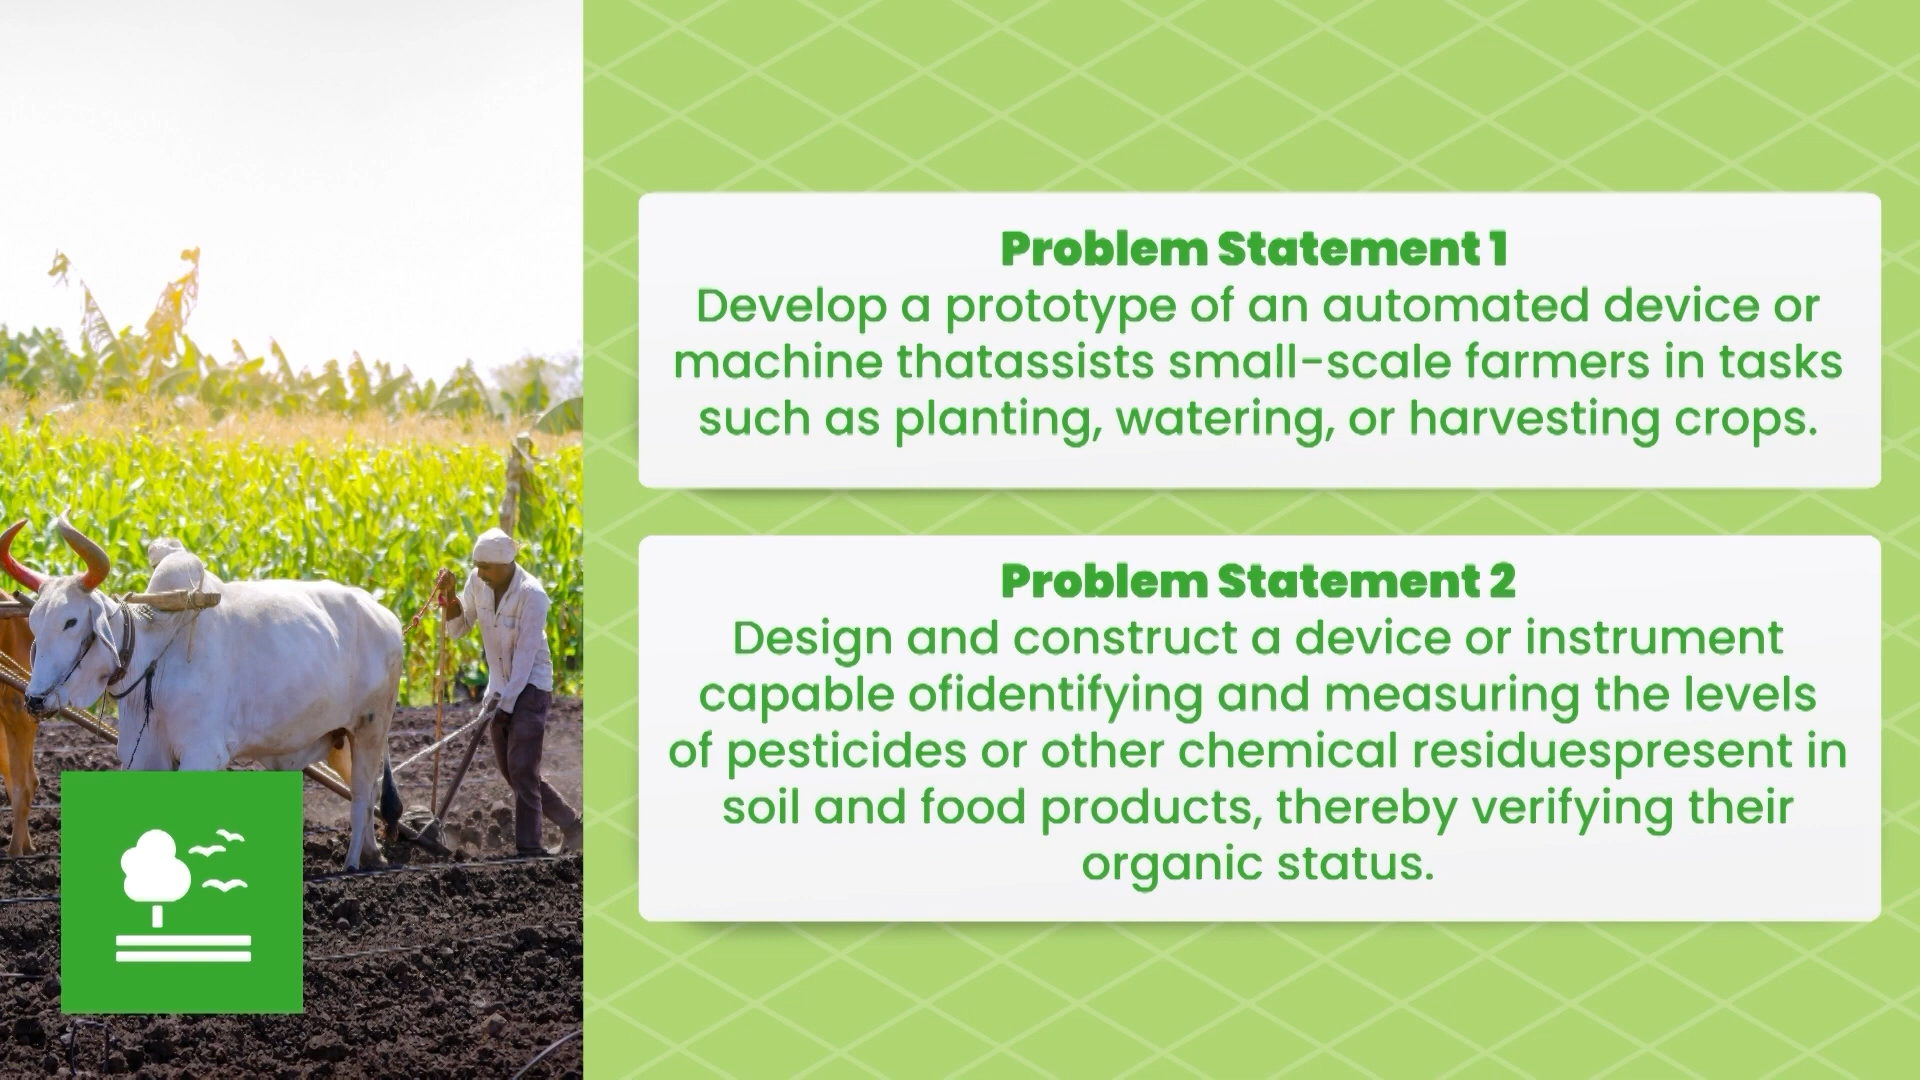 Problem Statement 1
Develop a prototype of an automated device or
machine thatassists small-scale farmers in tasks
such as planting, watering, or harvesting crops.
Problem Statement 2
Design and construct a device or instrument
capable ofidentifying and measuring the levels
of pesticides or other chemical residuespresent in
soil and food products, thereby verifying their
organic status.